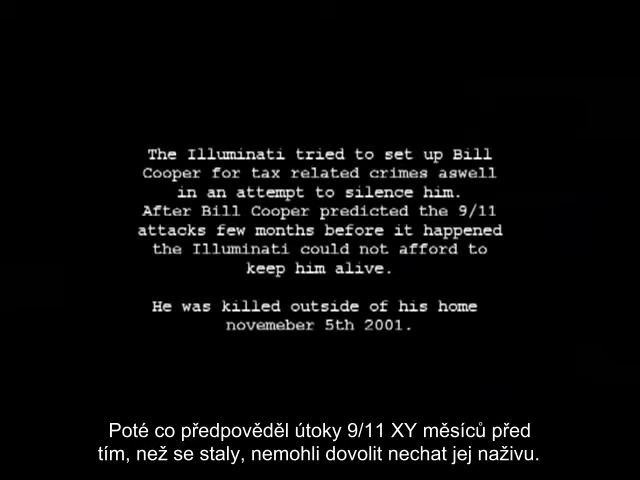 The Illuminati tried to set up Bill
Cooper for tax related crimes aswell
in an attempt to silence him.
After Bill Cooper predicted the 9/11
attacks few months before it happened
the Illuminati could not afford to
keep him alive.
He was killed outside of his home
novemeber 5th 2001.
Poté co předpověděl útoky 9/11 XY měsíců před
tím, než se staly, nemohli dovolit nechat jej naživu.